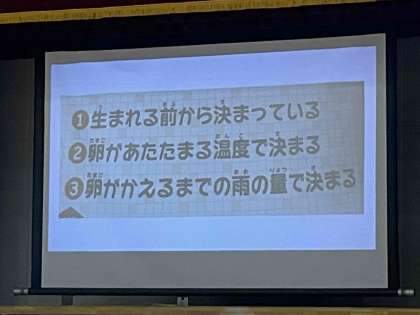 ❶生まれる前から決まっている
❷卵があたたまる温度で決まる
❸卵がかえるまでの雨の量で決まる